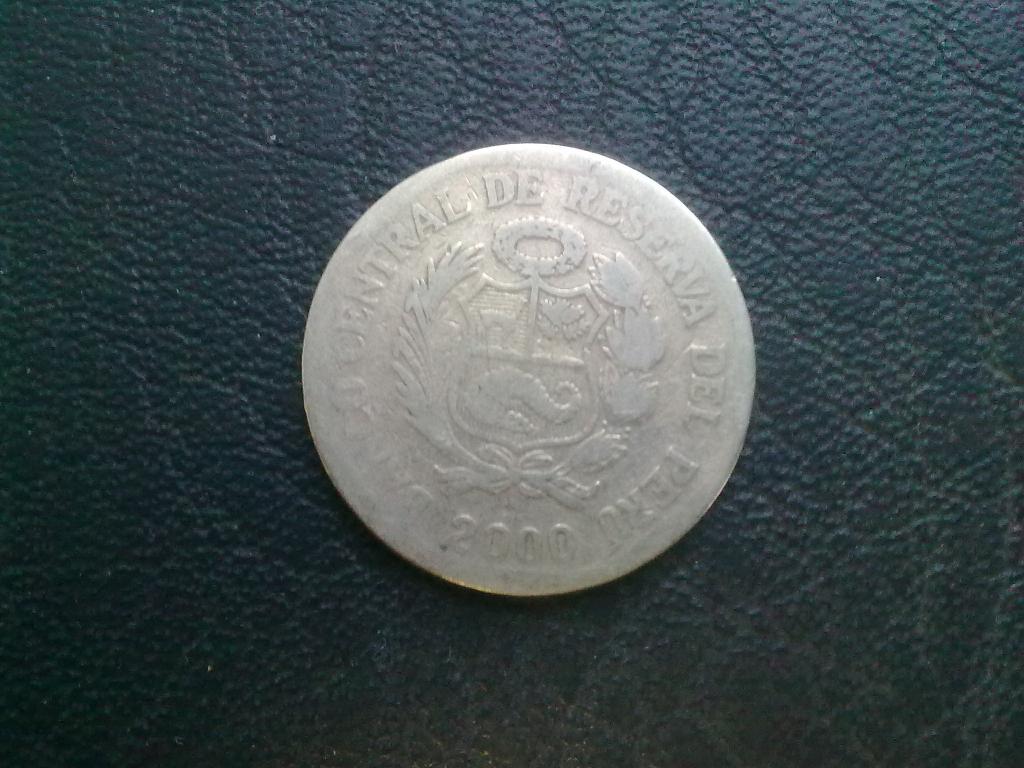 CENTRAL DE RESERVA DEL PERU
2000